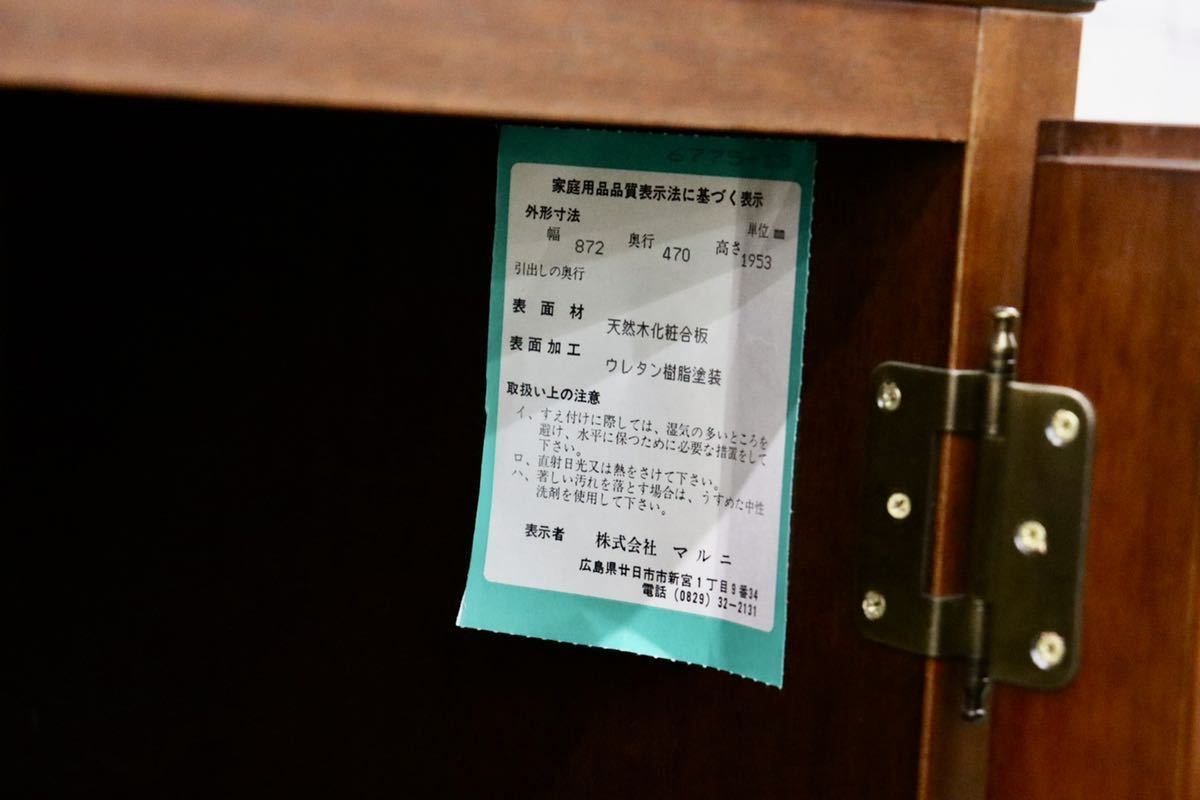 6775-13
家庭用品品質表示法に基づく表示
外形寸法 単位 mm
幅 872 奥行 470 高さ 1953
引出しの奥行
表面材 天然木化粧合板
表面加工 ウレタン樹脂塗装
取扱い上の注意
イ、すえ付けに際しては、湿気の多いところを
避け、水平に保つために必要な措置をして
下さい。
ロ、直射日光又は熱をさけて下さい。
ハ、著しい汚れを落とす場合は、うすめた中性
洗剤を使用して下さい。
表示者 株式会社 マルニ
広島県廿日市市新宮1丁目9番34
電話 (0829) 32-2131